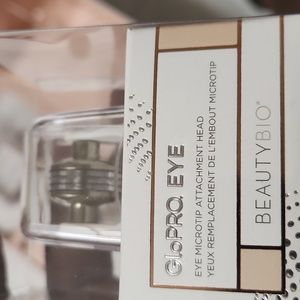 GloPRO. EYE
EYE MICROTIP ATTACHMENT HEAD
YEUX REMPLACEMENT DE L'EMBOUT MICROTIP
BEAUTYBIO®